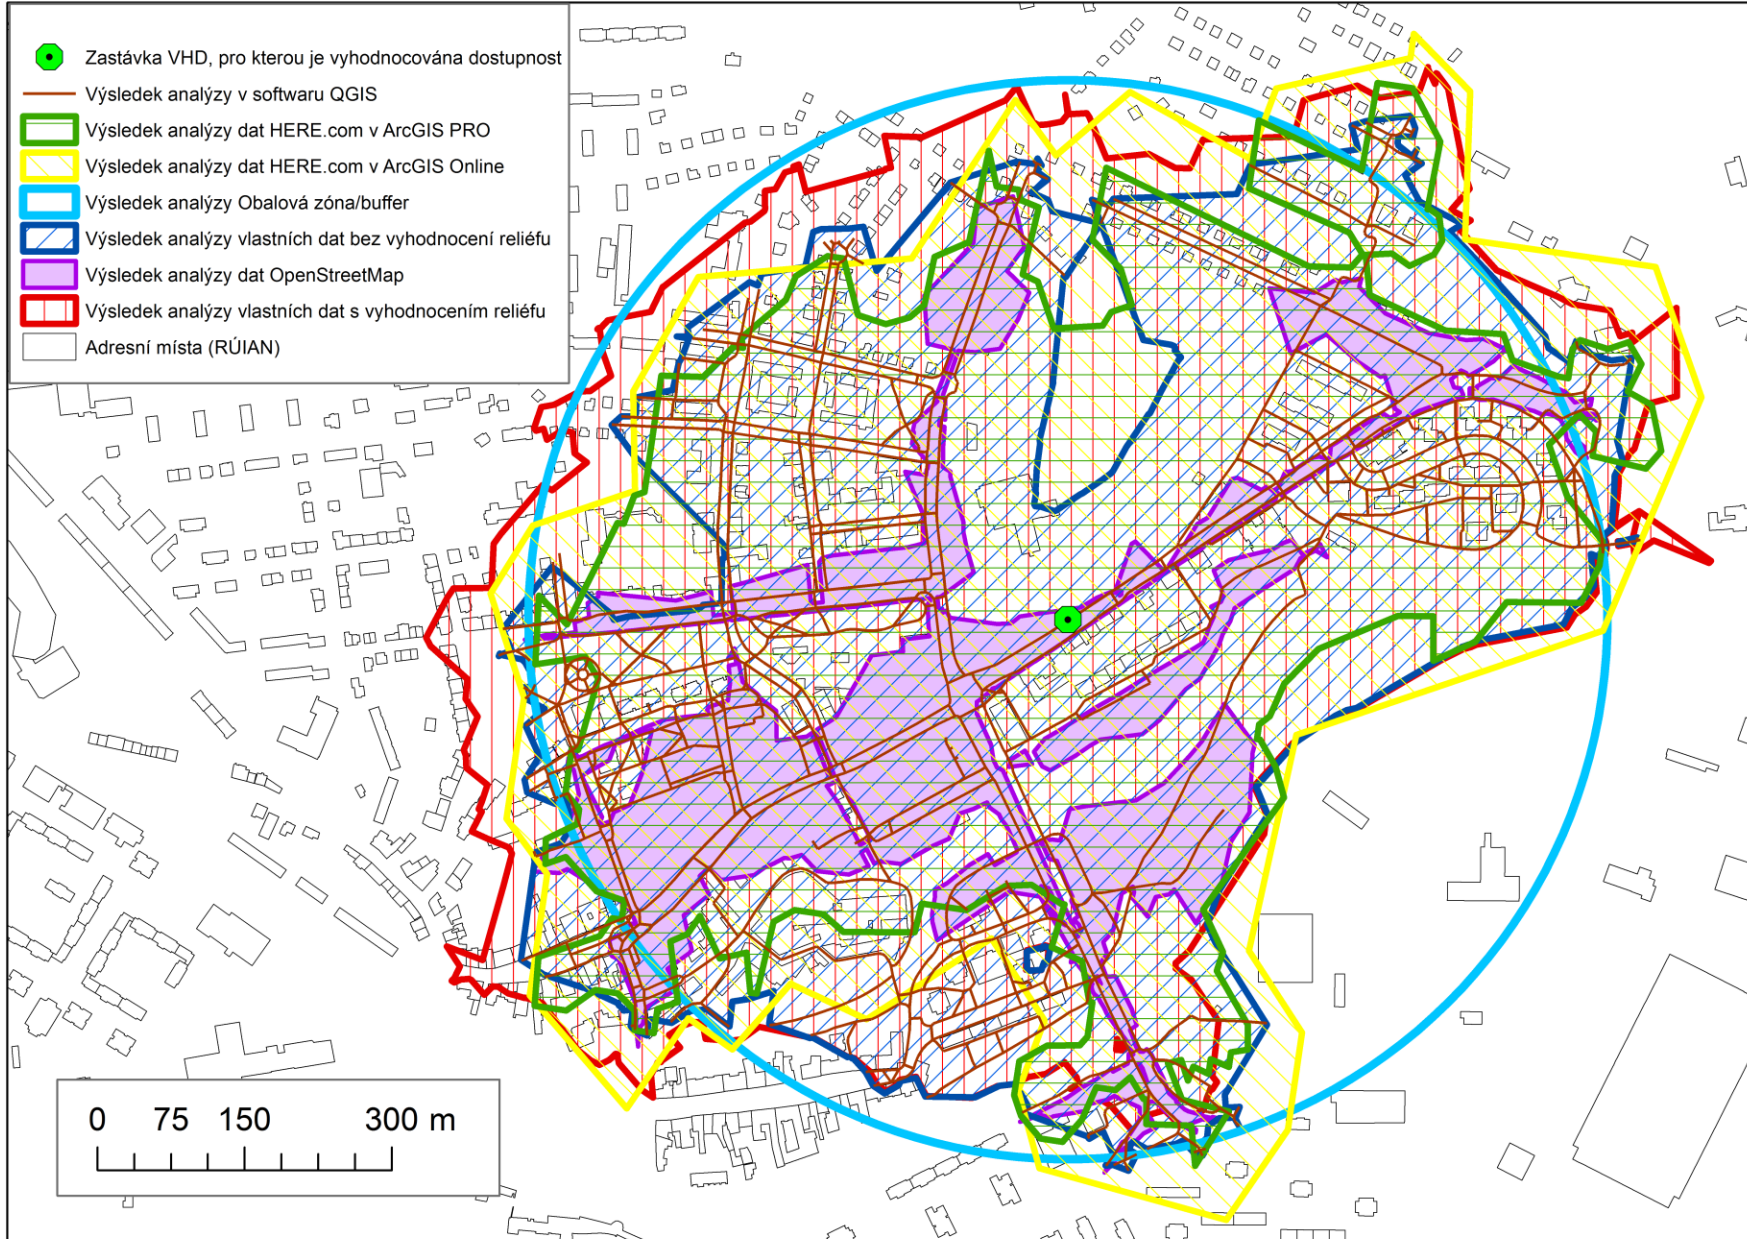 Zastávka VHD, pro kterou je vyhodnocována dostupnost
Výsledek analýzy v softwaru QGIS
Výsledek analýzy dat HERE.com v ArcGIS PRO
Výsledek analýzy dat HERE.com v ArcGIS Online
Výsledek analýzy Obalová zóna/buffer
Výsledek analýzy vlastních dat bez vyhodnocení reliéfu
Výsledek analýzy dat OpenStreetMap
Výsledek analýzy vlastních dat s vyhodnocením reliéfu
Adresní místa (RÚIAN)
0 75 150 300 m